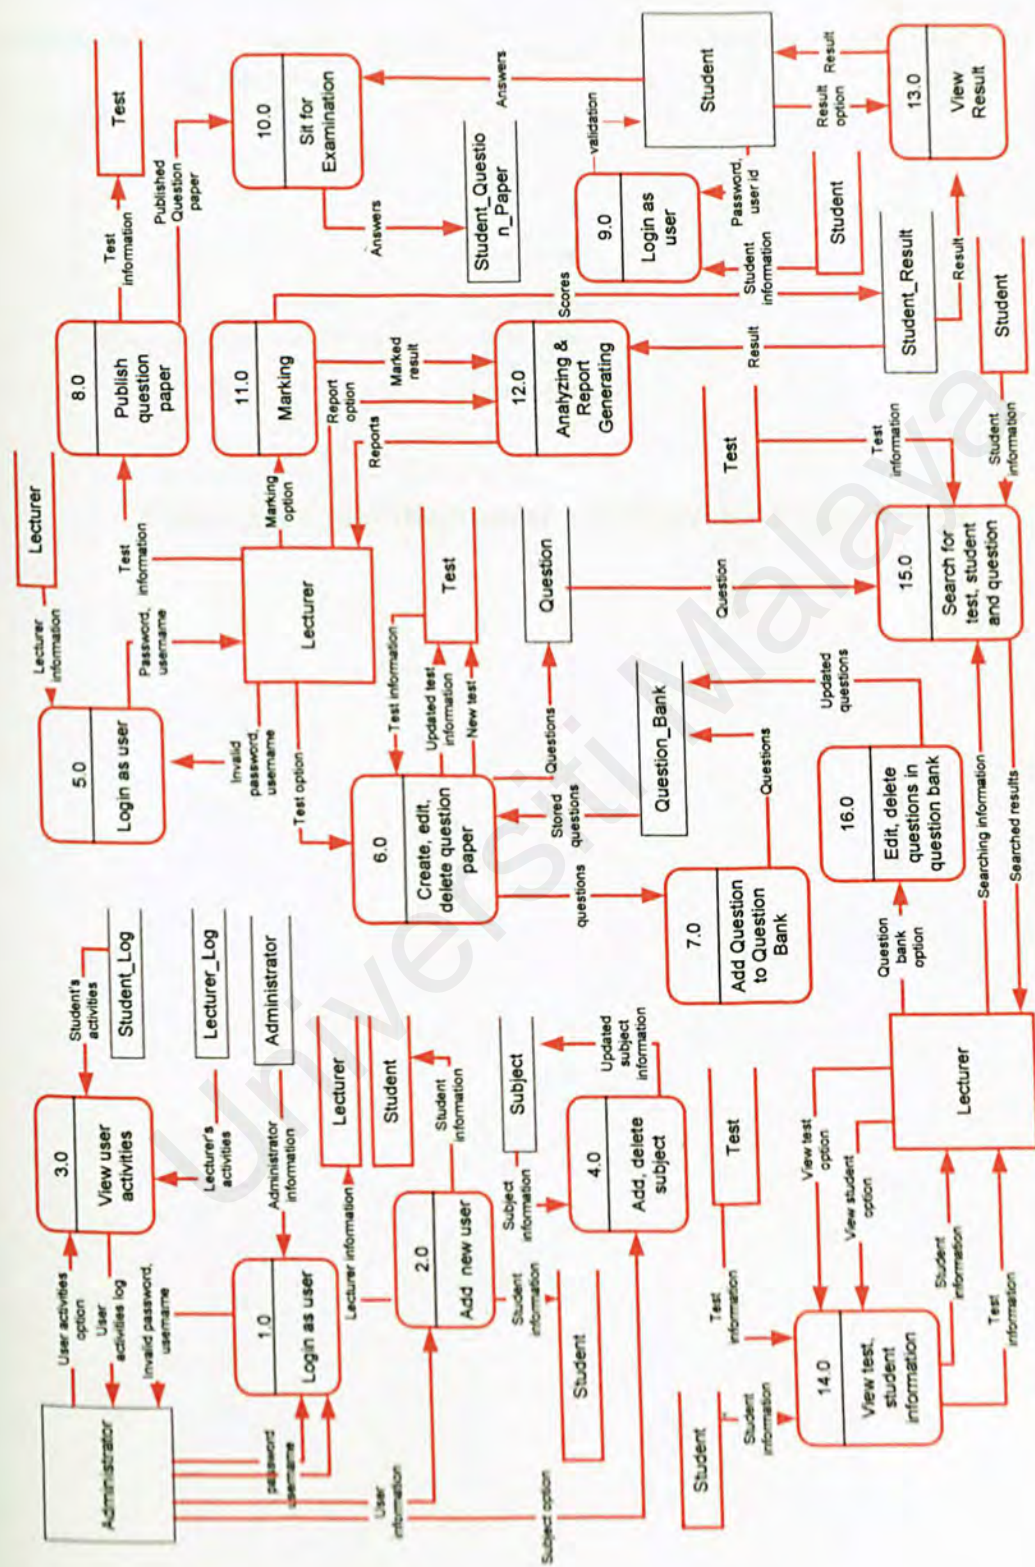 Administrator
User activities
option
User
activities log
Invalid password,
username
password
username
User
information
Subject option
3.0
View user
activities
Student's
activities
Student_Log
Lecturer's
activities
Lecturer_Log
Administrator
Administrator
information
1.0
Login as user
Lecturer information
Lecturer
Student
Student
information
2.0
Add new user
Student
information
Student
Subject
Subject
information
Updated
subject
information
4.0
Add, delete
subject
5.0
Login as user
Lecturer
information
Lecturer
Password,
username
Invalid
password,
username
Test option
Lecturer
Test
information
8.0
Publish
question
paper
Test
information
Test
Published
Question
paper
10.0
Sit for
Examination
Answers
Answers
Student_Questio
n_Paper
Marking
option
11.0
Marking
Report
option
Marked
result
Reports
Scores
12.0
Analyzing &
Report
Generating
Result
6.0
Create, edit,
delete question
paper
Test information
Updated test
information
New test
Test
Questions
Question
Stored
questions
questions
Question_Bank
7.0
Add Question
to Question
Bank
Questions
Updated
questions
16.0
Edit, delete
questions in
question bank
Question
bank
option
validation
9.0
Login as
user
Password,
user id
Student
information
Student
Student
Result
Result
option
13.0
View
Result
Student_Result
Result
Student
Student
information
Test
Test
information
Question
15.0
Search for
test, student
and question
Searching information
Searched results
Lecturer
View test
option
View student
option
Student
information
Test
information
14.0
View test,
student
information
Test
Test
information
Student
Student
information
Universiti Malaya